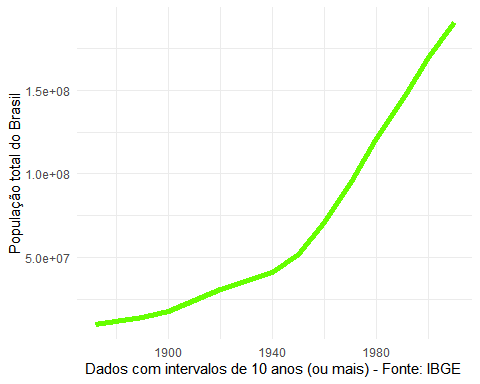 População total do Brasil
1.5e+08
1.0e+08
5.0e+07
1900
1940
1980
Dados com intervalos de 10 anos (ou mais) - Fonte: IBGE